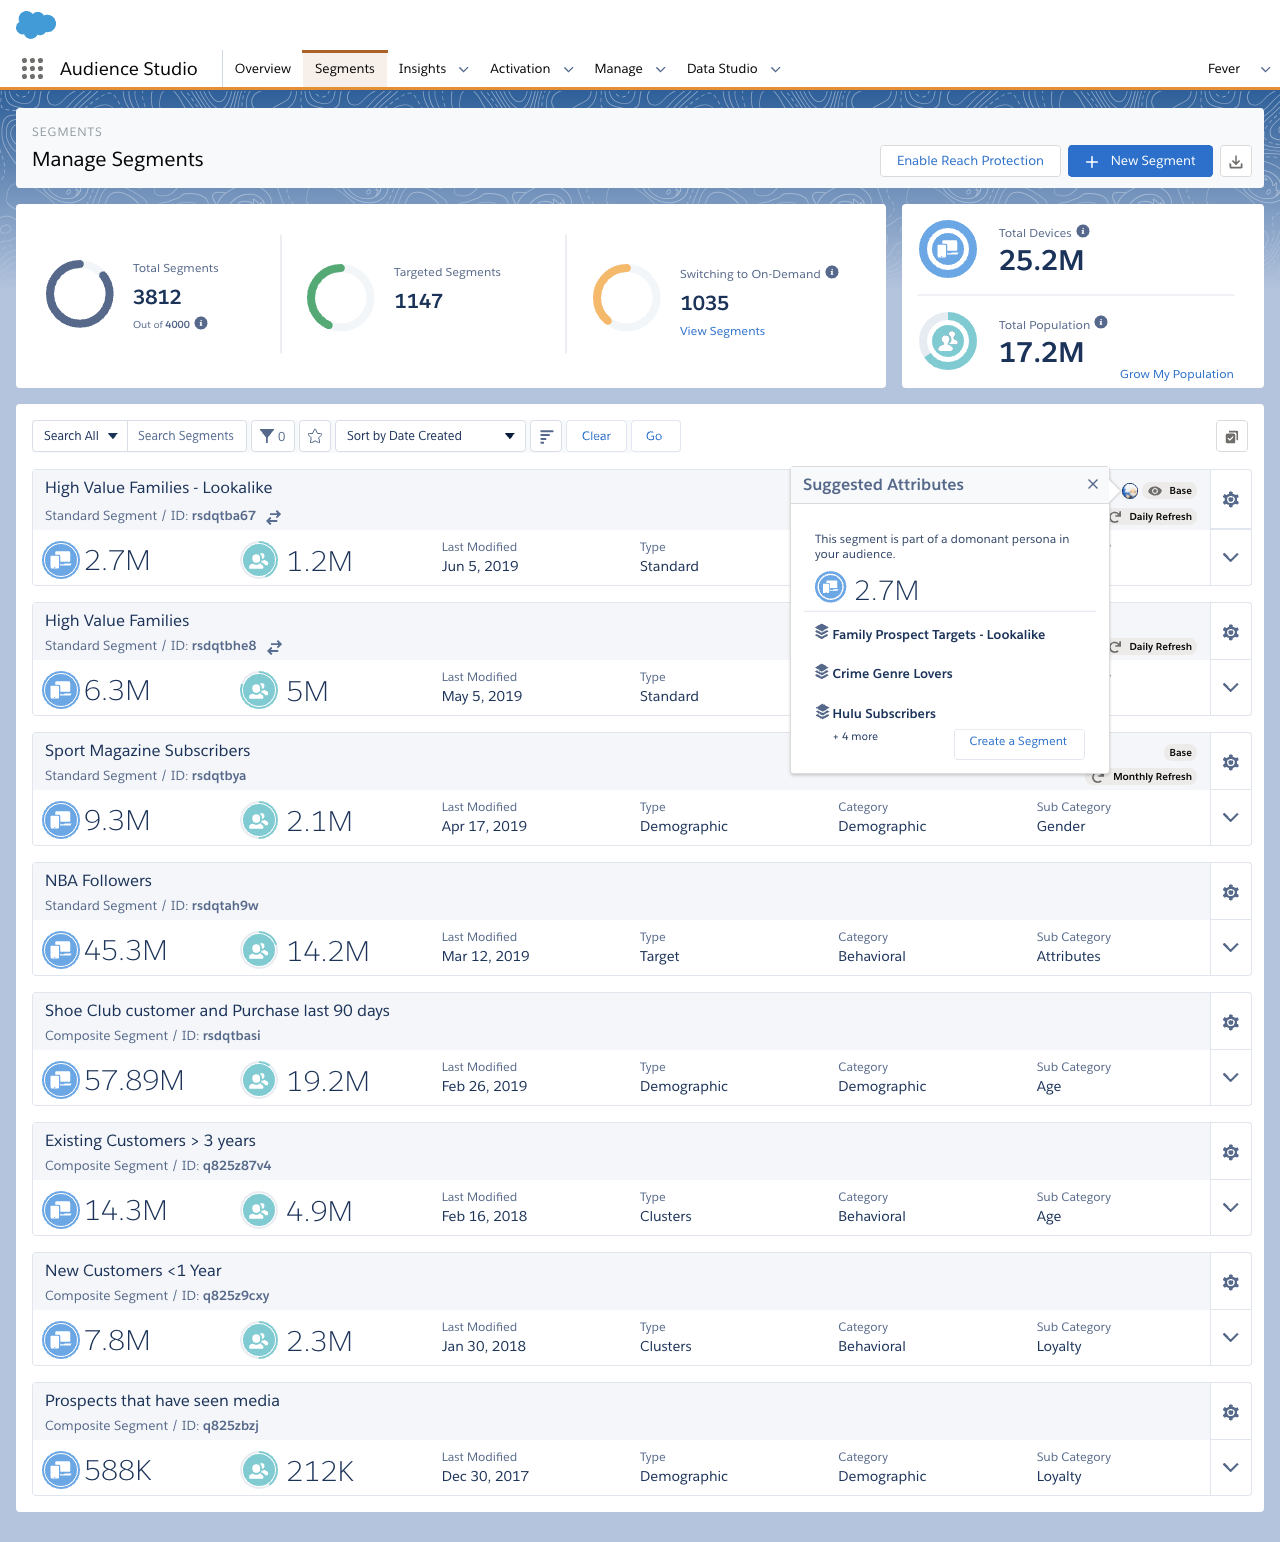 Audience Studio
Overview
Segments
Insights
Activation
Manage
Data Studio
Fever
SEGMENTS
Manage Segments
Enable Reach Protection
New Segment
Total Segments
3812
Out of 4000
Targeted Segments
1147
Switching to On-Demand
1035
View Segments
Total Devices
25.2M
Total Population
17.2M
Grow My Population
Search All
Search Segments
0
Sort by Date Created
Clear
Go
High Value Families - Lookalike
Standard Segment / ID: rsdqtba67
Base
Daily Refresh
2.7M
1.2M
Last Modified
Jun 5, 2019
Type
Standard
Suggested Attributes
This segment is part of a domonant persona in
your audience.
2.7M
Family Prospect Targets - Lookalike
Crime Genre Lovers
Hulu Subscribers
+ 4 more
Create a Segment
High Value Families
Standard Segment / ID: rsdqtbhe8
Daily Refresh
6.3M
5M
Last Modified
May 5, 2019
Type
Standard
Sport Magazine Subscribers
Standard Segment / ID: rsdqtbya
Base
Monthly Refresh
9.3M
2.1M
Last Modified
Apr 17, 2019
Type
Demographic
Category
Demographic
Sub Category
Gender
NBA Followers
Standard Segment / ID: rsdqtah9w
45.3M
14.2M
Last Modified
Mar 12, 2019
Type
Target
Category
Behavioral
Sub Category
Attributes
Shoe Club customer and Purchase last 90 days
Composite Segment / ID: rsdqtbasi
57.89M
19.2M
Last Modified
Feb 26, 2019
Type
Demographic
Category
Demographic
Sub Category
Age
Existing Customers > 3 years
Composite Segment / ID: q825z87v4
14.3M
4.9M
Last Modified
Feb 16, 2018
Type
Clusters
Category
Behavioral
Sub Category
Age
New Customers <1 Year
Composite Segment / ID: q825z9cxy
7.8M
2.3M
Last Modified
Jan 30, 2018
Type
Clusters
Category
Behavioral
Sub Category
Loyalty
Prospects that have seen media
Composite Segment / ID: q825zbzj
588K
212K
Last Modified
Dec 30, 2017
Type
Demographic
Category
Demographic
Sub Category
Loyalty